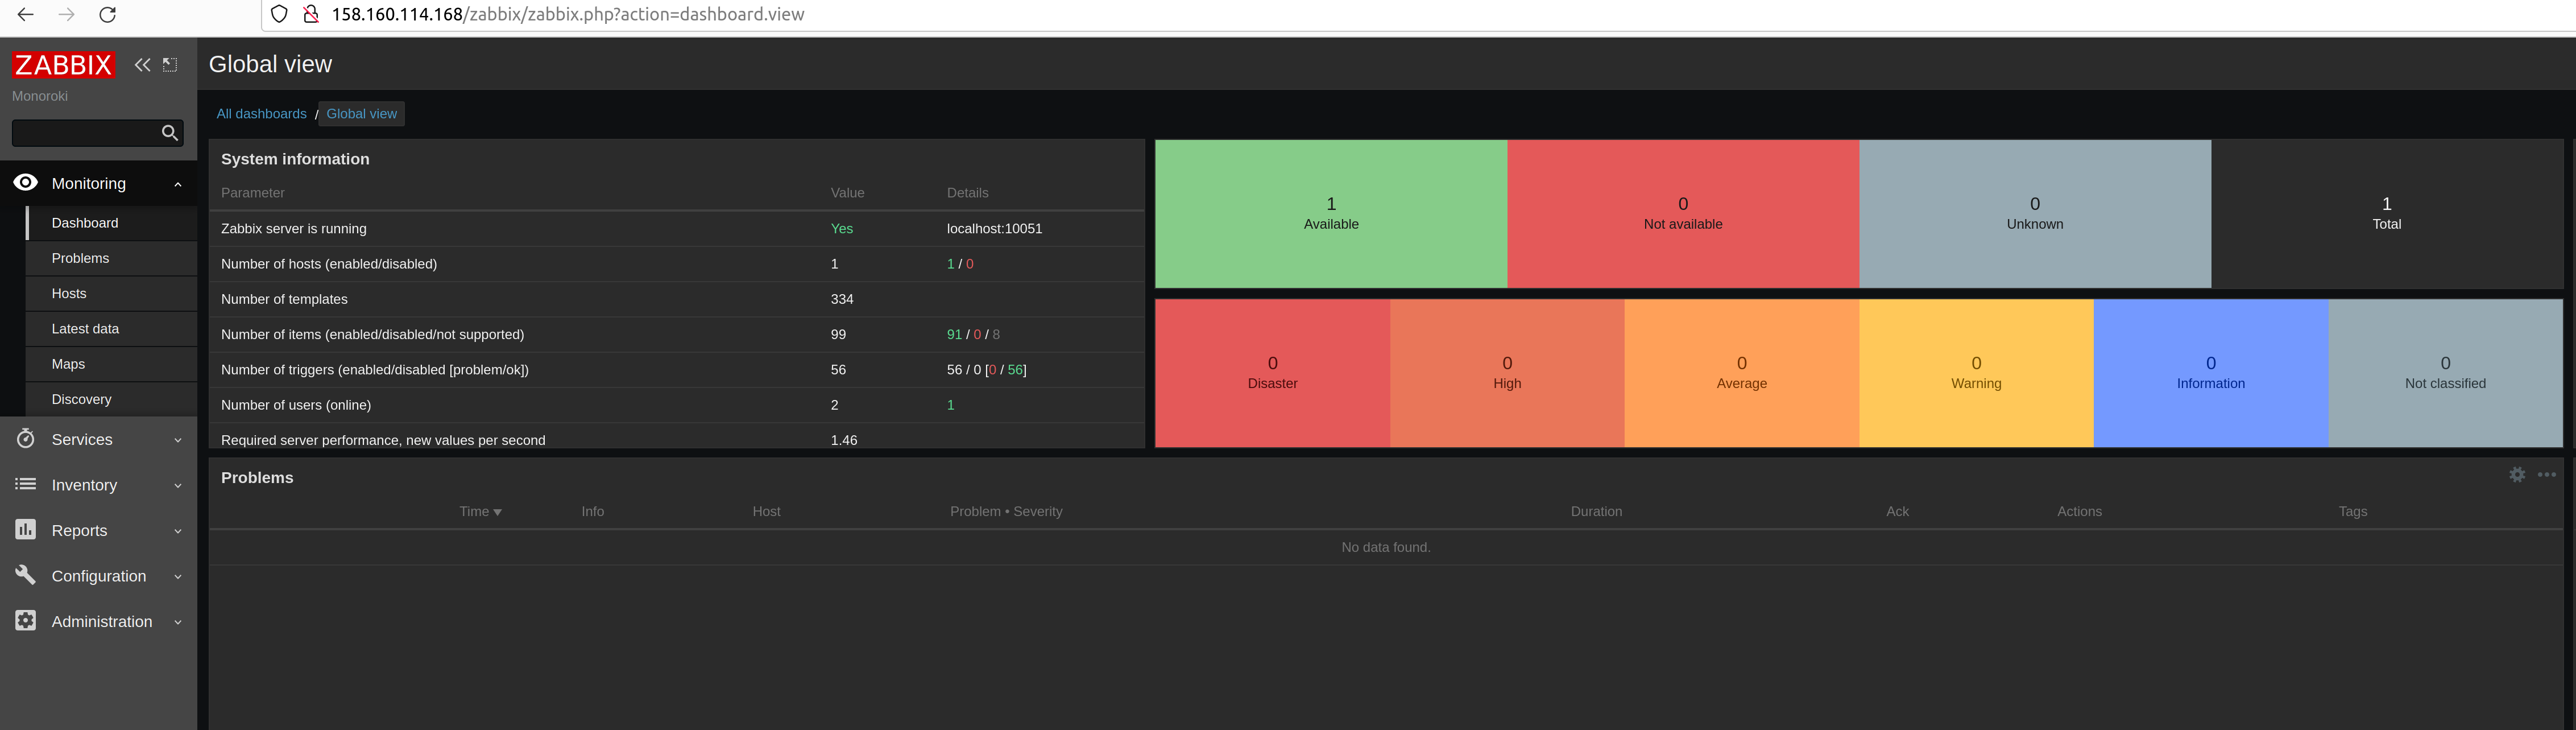 158.160.114.168/zabbix/zabbix.php?action=dashboard.view
ZABBIX
Monoroki
Monitoring
Dashboard
Problems
Hosts
Latest data
Maps
Discovery
Services
Inventory
Reports
Configuration
Administration
Global view
All dashboards / Global view
System information
Parameter Value Details
Zabbix server is running Yes localhost:10051
Number of hosts (enabled/disabled) 1 1 / 0
Number of templates 334
Number of items (enabled/disabled/not supported) 99 91 / 0 / 8
Number of triggers (enabled/disabled [problem/ok]) 56 56 / 0 [0 / 56]
Number of users (online) 2 1
Required server performance, new values per second 1.46
1 0 0 1
Available Not available Unknown Total
0 0 0 0 0 0
Disaster High Average Warning Information Not classified
Problems
Time Info Host Problem • Severity Duration Ack Actions Tags
No data found.